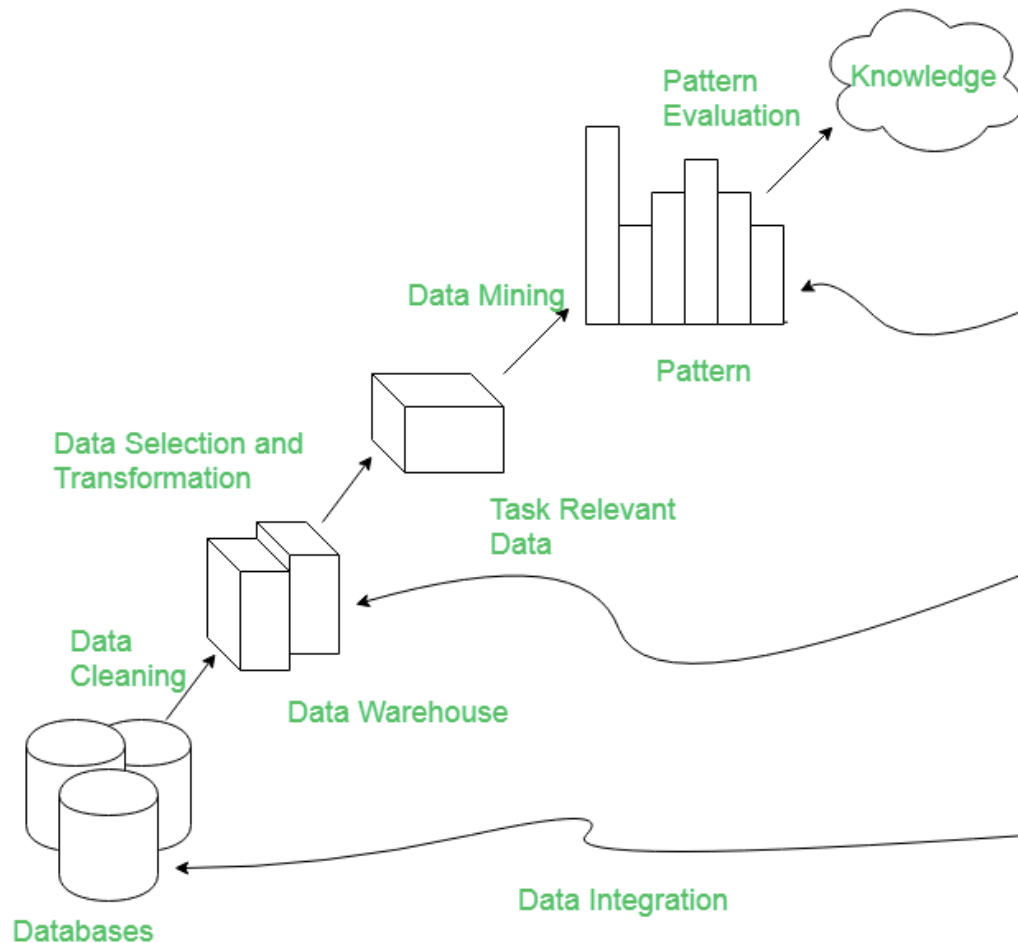 Knowledge
Pattern
Evaluation
Data Mining
Pattern
Data Selection and
Transformation
Task Relevant
Data
Data
Cleaning
Data Warehouse
Data Integration
Databases